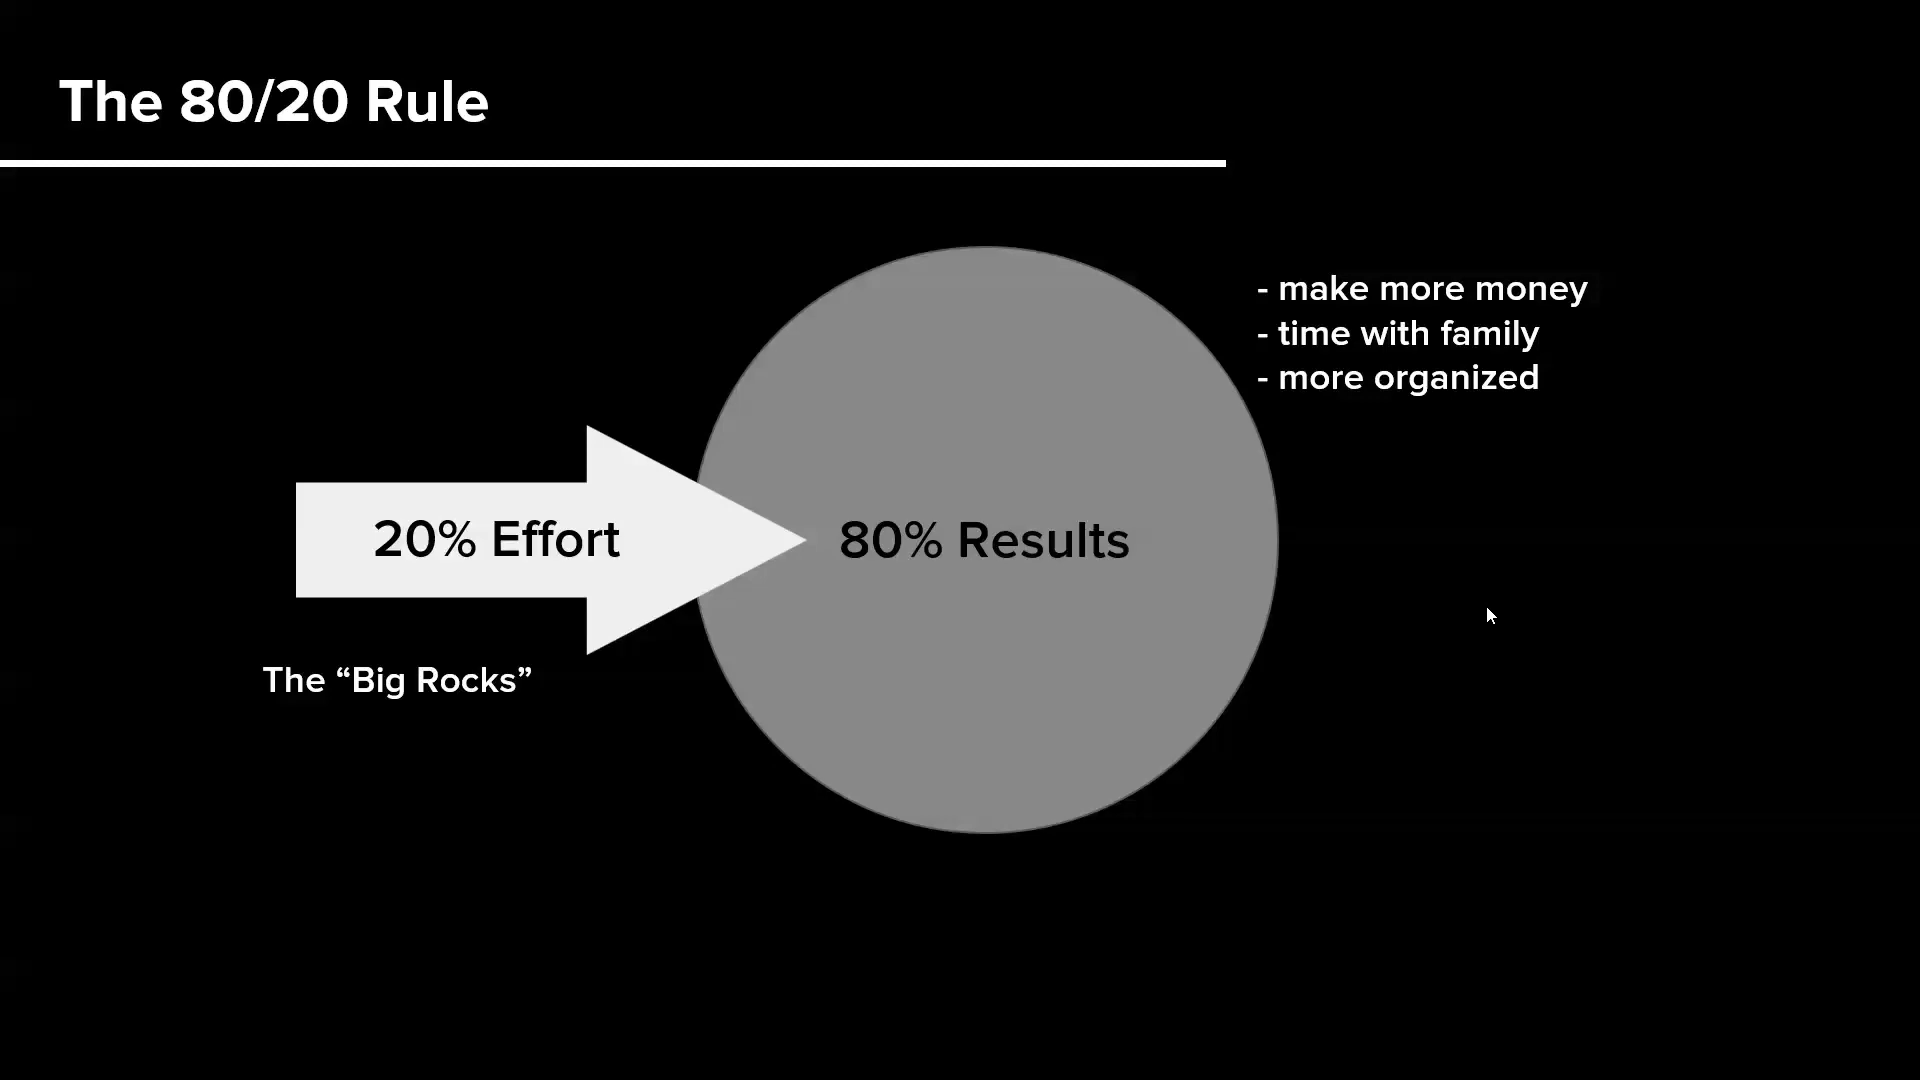 The 80/20 Rule
- make more money
- time with family
- more organized
20% Effort
80% Results
The “Big Rocks”